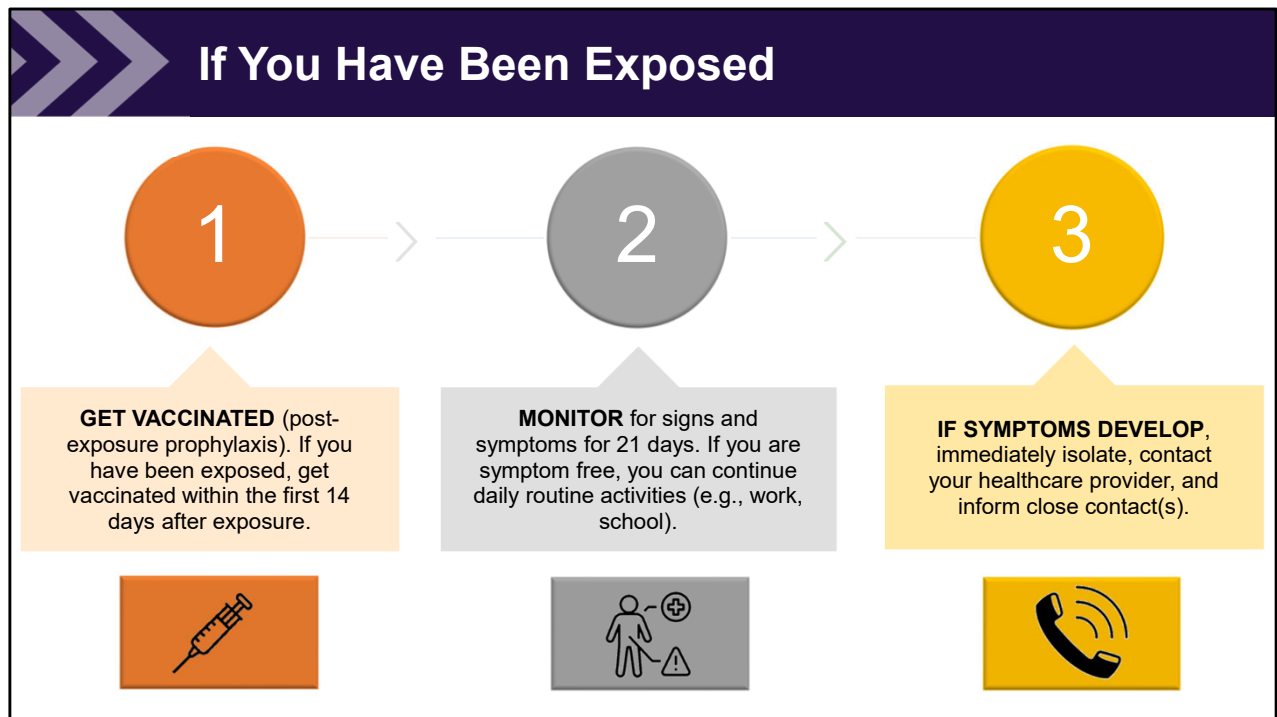 If You Have Been Exposed
1
2
3
GET VACCINATED (post-
exposure prophylaxis). If you
have been exposed, get
vaccinated within the first 14
days after exposure.
MONITOR for signs and
symptoms for 21 days. If you are
symptom free, you can continue
daily routine activities (e.g., work,
school).
IF SYMPTOMS DEVELOP,
immediately isolate, contact
your healthcare provider, and
inform close contact(s).